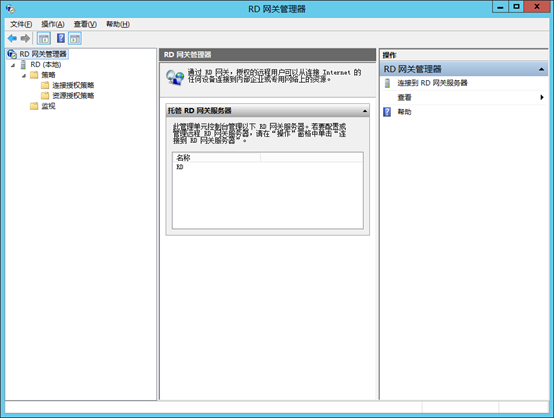 RD 网关管理器
文件(F) 操作(A) 查看(V) 帮助(H)
RD 网关管理器
RD (本地)
策略
连接授权策略
资源授权策略
监视
RD 网关管理器
通过 RD 网关，授权的远程用户可以从连接 Internet 的
任何设备连接到内部企业或专用网络上的资源。
托管 RD 网关服务器
此管理单元控制台管理以下 RD 网关服务器。若要配置或
管理远程 RD 网关服务器，请在“操作”窗格中单击“连
接到 RD 网关服务器”。
名称
RD
操作
RD 网关管理器
连接到 RD 网关服务器
查看
帮助